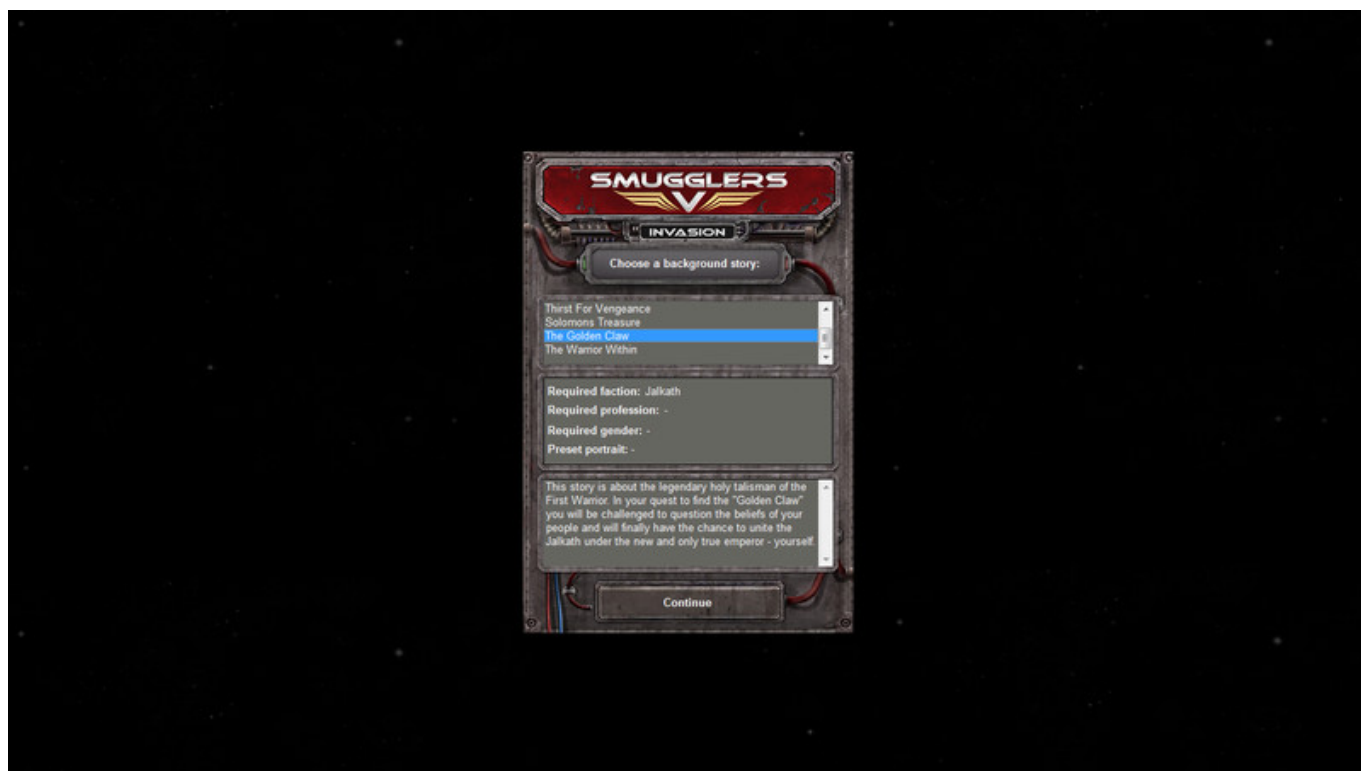 SMUGGLERS
V
INVASION
Choose a background story:
Thirst For Vengeance
Solomons Treasure
The Golden Claw
The Warrior Within
Required faction: Jalkath
Required profession: -
Required gender: -
Preset portrait: -
This story is about the legendary holy talisman of the
First Warrior. In your quest to find the "Golden Claw"
you will be challenged to question the beliefs of your
people and will finally have the chance to unite the
Jalkath under the new and only true emperor - yourself.
Continue